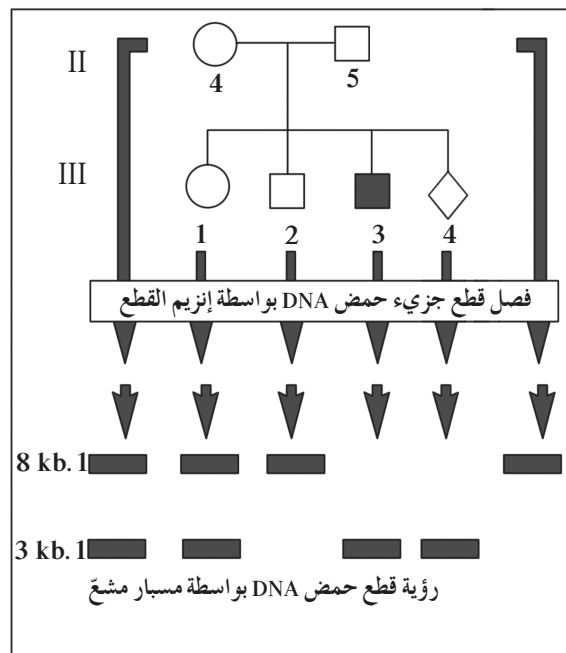 II
4 5
III
1 2 3 4
فصل قطع جزيء حمض DNA بواسطة إنزيم القطع
8 kb.1
3 kb.1
رؤية قطع حمض DNA بواسطة مسبار مشعّ